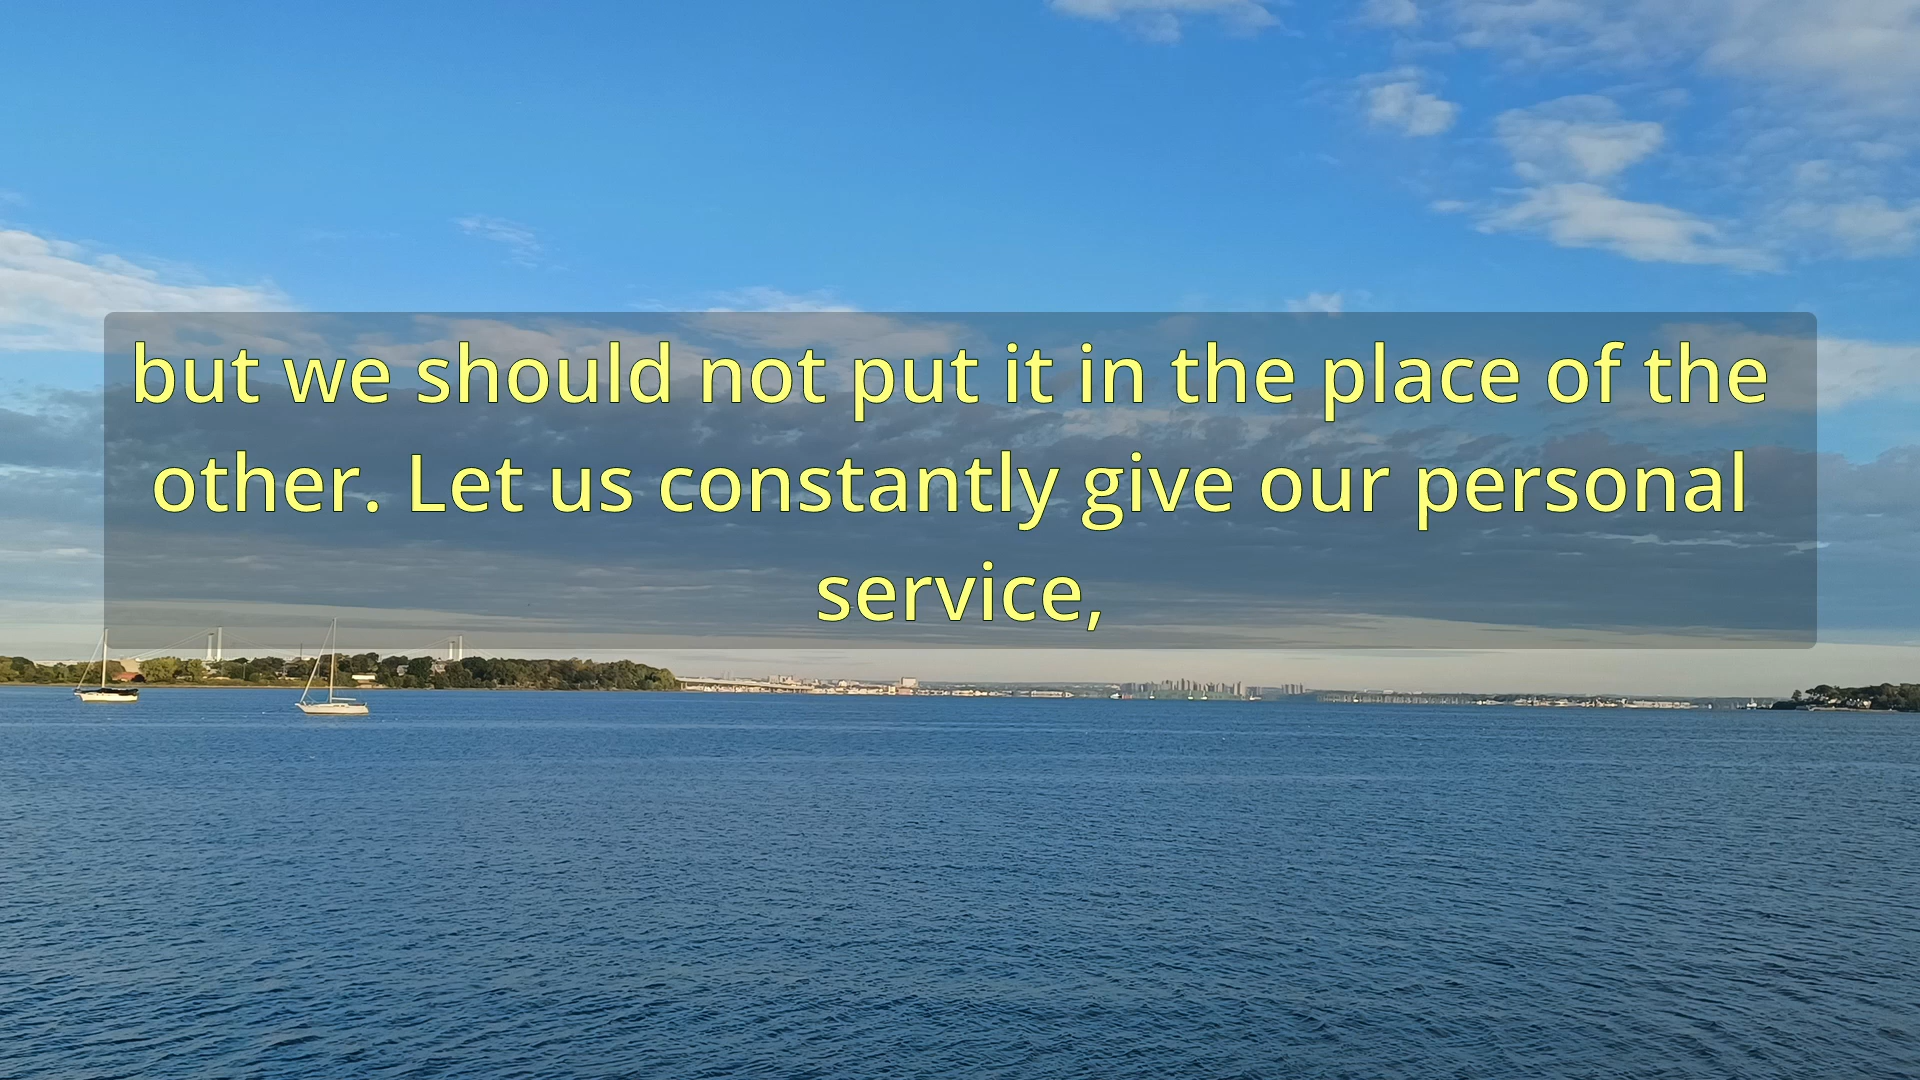 but we should not put it in the place of the
other. Let us constantly give our personal
service,